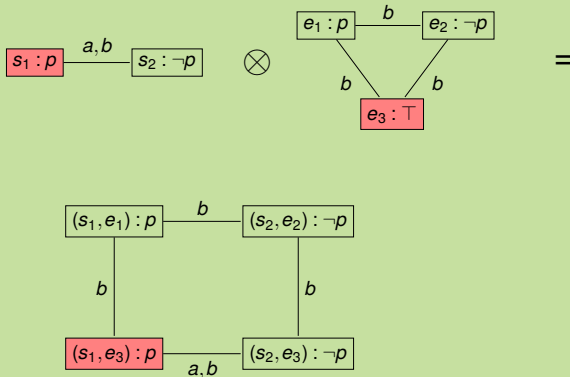 s₁ : p a,b s₂ : ¬p ⊗ e₁ : p b e₂ : ¬p =
b b
e₃ : ⊤
(s₁,e₁) : p b (s₂,e₂) : ¬p
b b
(s₁,e₃) : p a,b (s₂,e₃) : ¬p